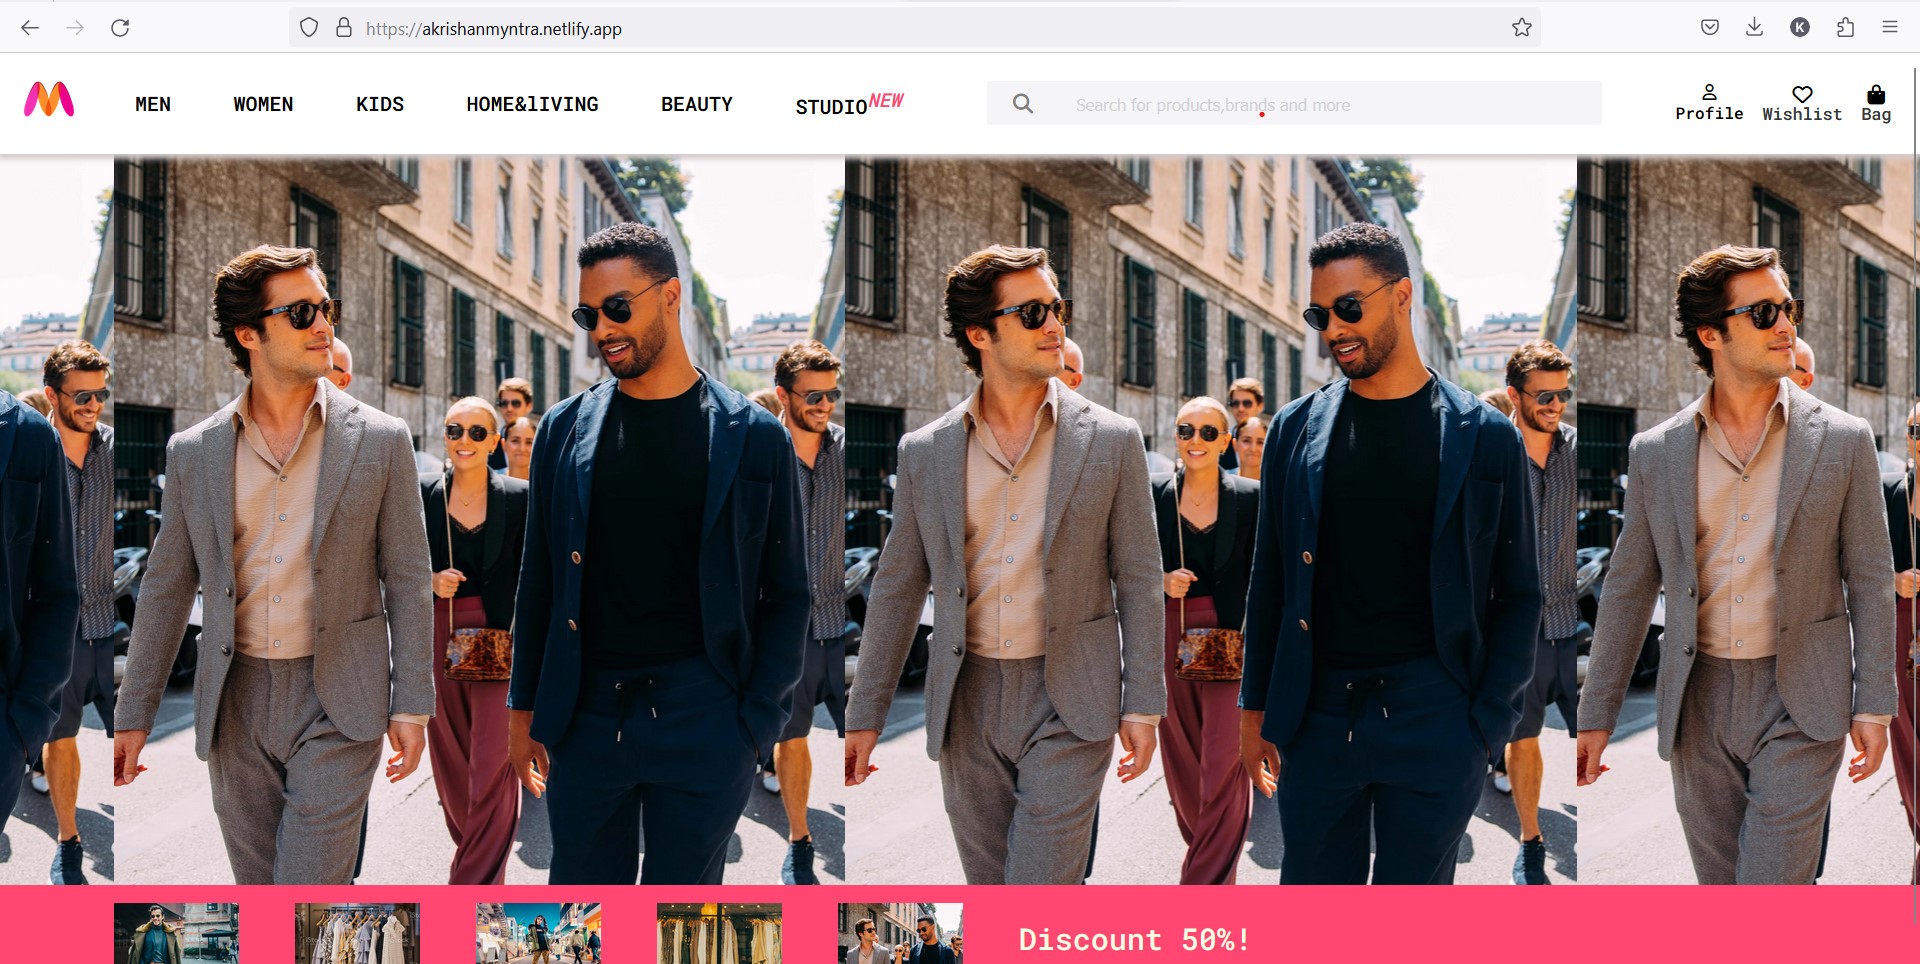 https://akrishanmyntra.netlify.app
K
MEN WOMEN KIDS HOME&lIVING BEAUTY STUDIO NEW
Search for products,brands and more
Profile Wishlist Bag
Discount 50%!